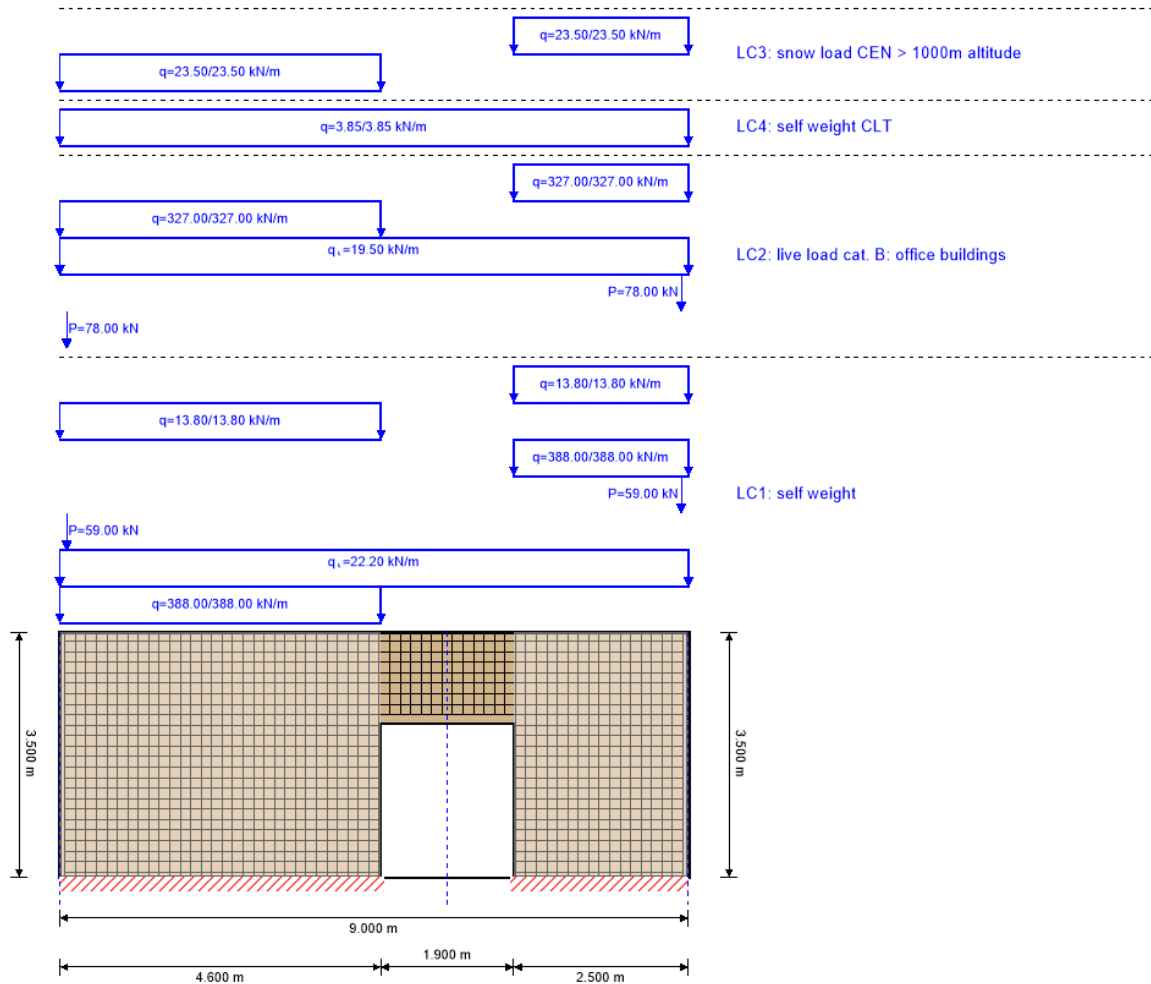 q=23.50/23.50 kN/m
q=23.50/23.50 kN/m
LC3: snow load CEN > 1000m altitude
q=3.85/3.85 kN/m
LC4: self weight CLT
q=327.00/327.00 kN/m
q=327.00/327.00 kN/m
qₖ=19.50 kN/m
LC2: live load cat. B: office buildings
P=78.00 kN
P=78.00 kN
q=13.80/13.80 kN/m
q=13.80/13.80 kN/m
q=388.00/388.00 kN/m
P=59.00 kN
LC1: self weight
P=59.00 kN
qₖ=22.20 kN/m
q=388.00/388.00 kN/m
3.500 m
3.500 m
9.000 m
4.600 m
1.900 m
2.500 m